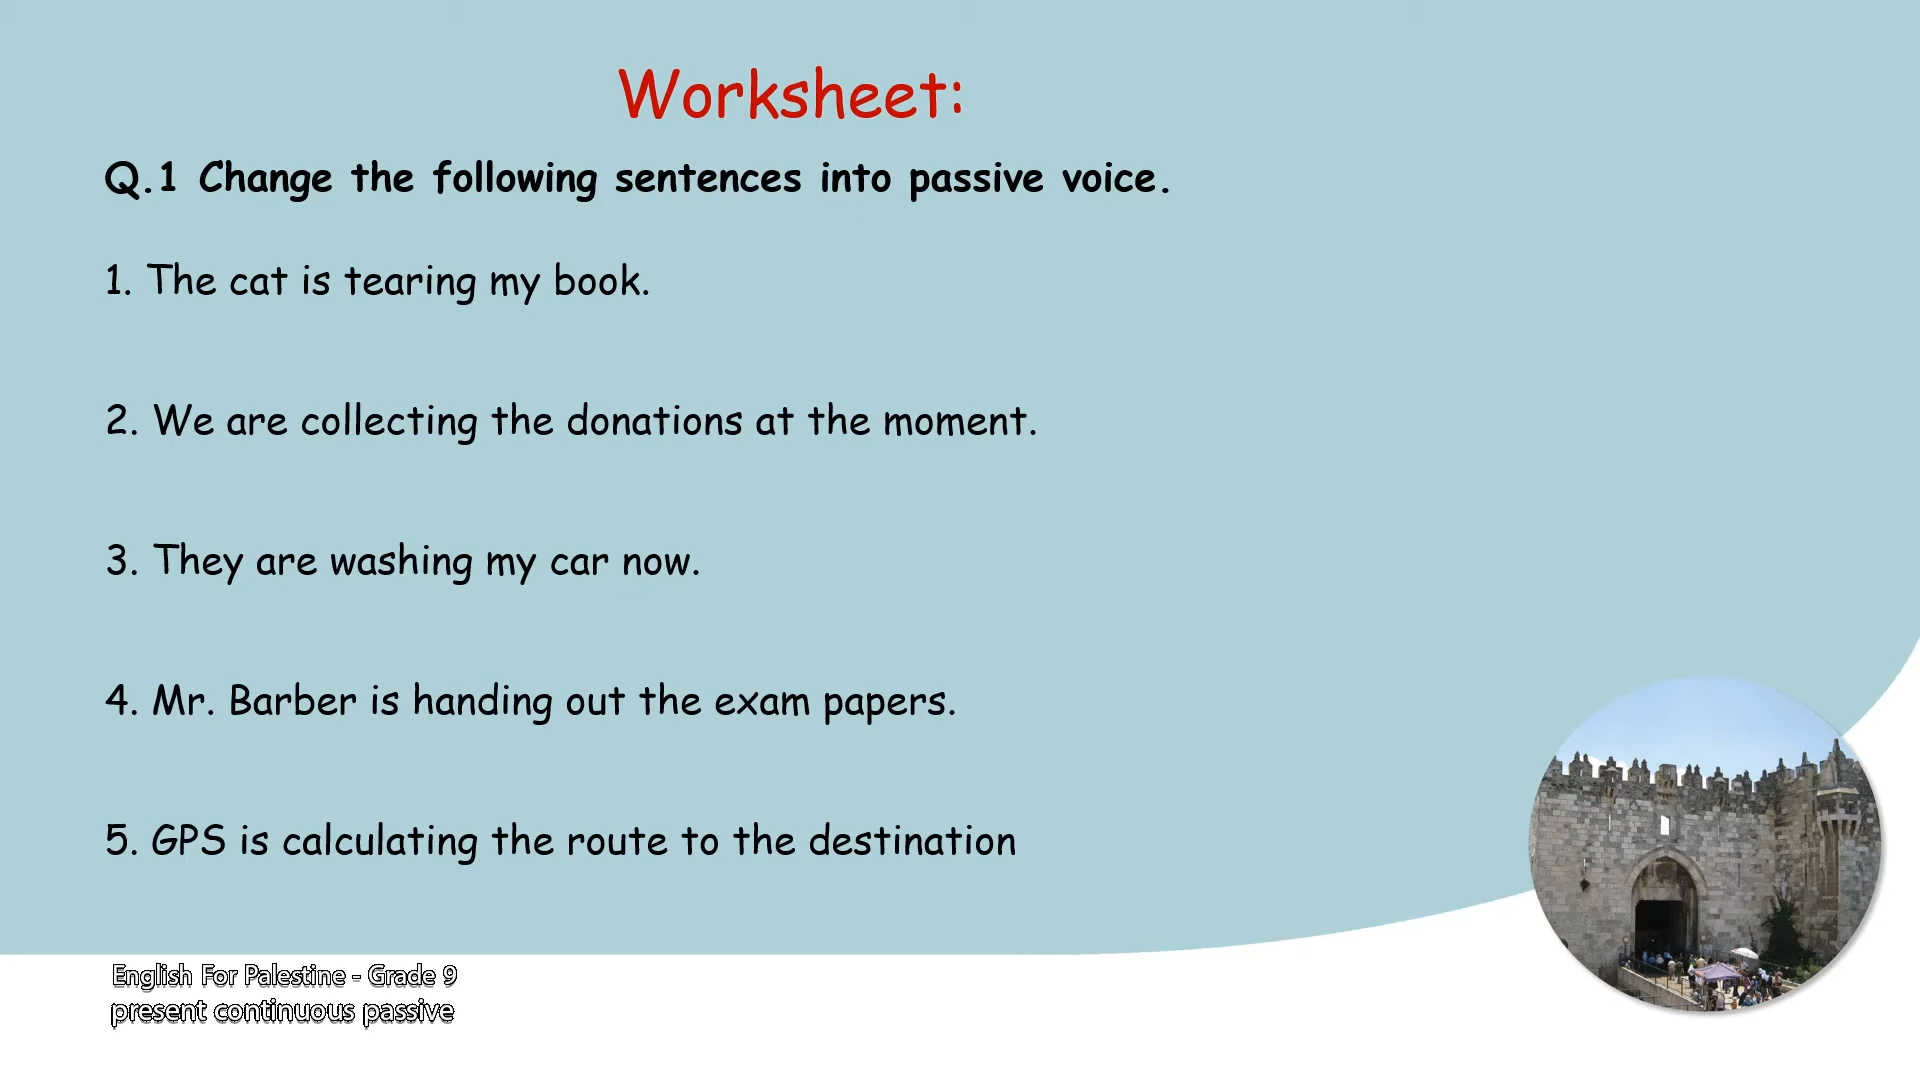 Worksheet:
Q.1 Change the following sentences into passive voice.
1. The cat is tearing my book.
2. We are collecting the donations at the moment.
3. They are washing my car now.
4. Mr. Barber is handing out the exam papers.
5. GPS is calculating the route to the destination
English For Palestine - Grade 9
present continuous passive